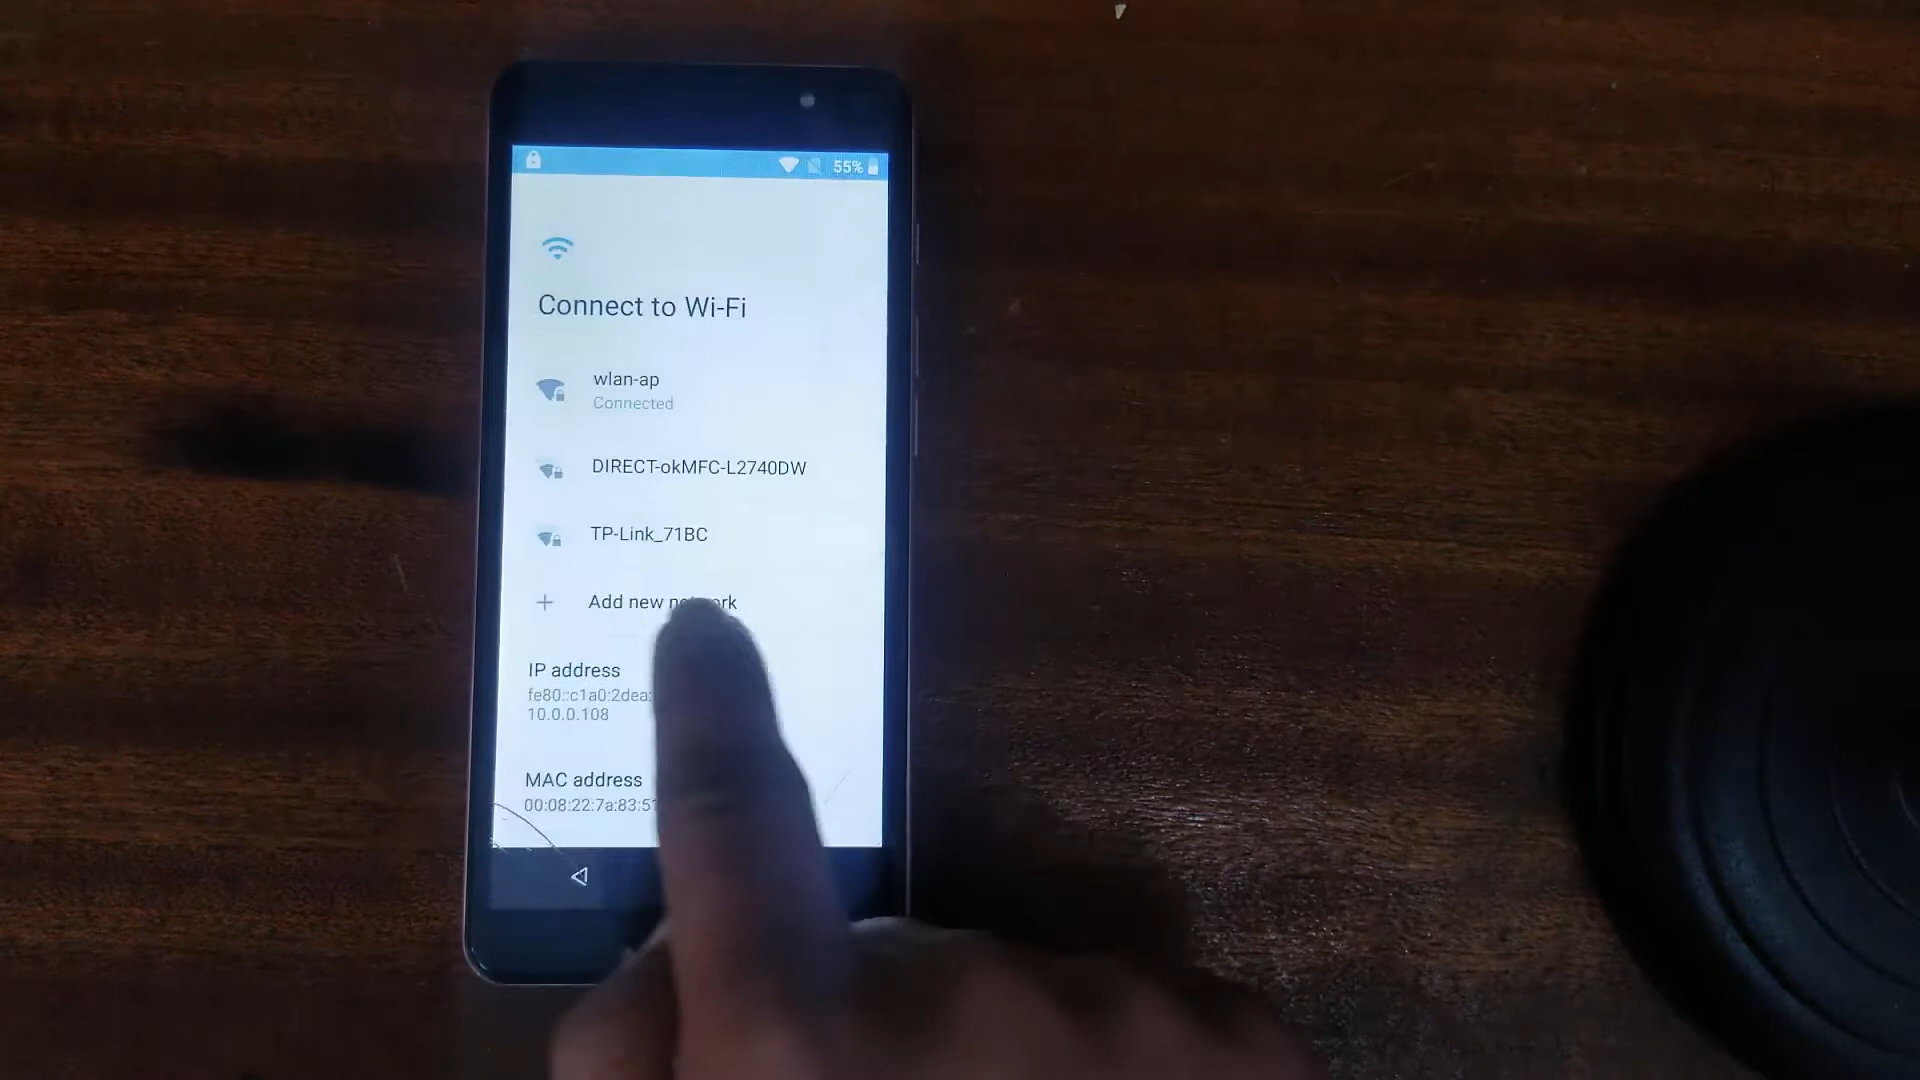 55%
Connect to Wi-Fi
wlan-ap
Connected
DIRECT-okMFC-L2740DW
TP-Link_71BC
Add new
IP address
fe80::c1a0:2dea:
10.0.0.108
MAC address
00:08:22:7a:83:51